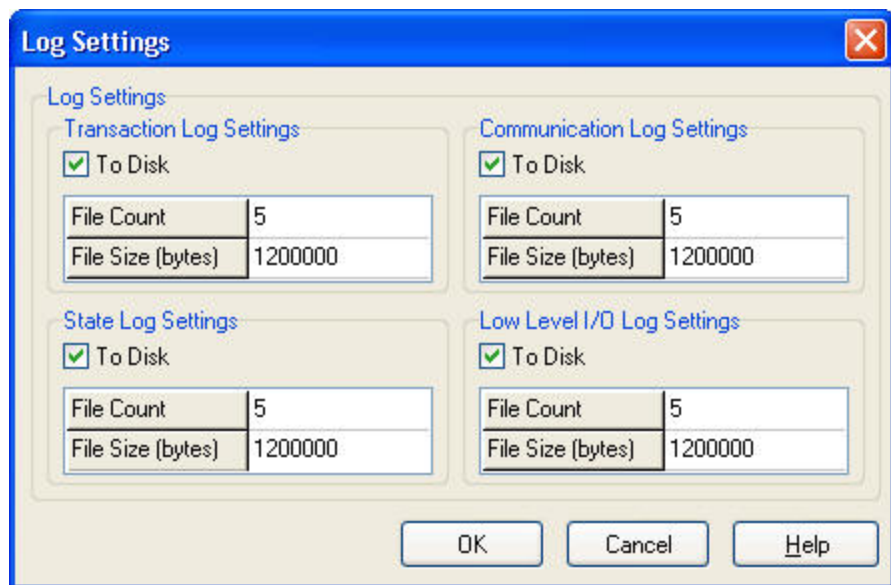 Log Settings
Log Settings
Transaction Log Settings
To Disk
File Count 5
File Size (bytes) 1200000
Communication Log Settings
To Disk
File Count 5
File Size (bytes) 1200000
State Log Settings
To Disk
File Count 5
File Size (bytes) 1200000
Low Level I/O Log Settings
To Disk
File Count 5
File Size (bytes) 1200000
OK Cancel Help